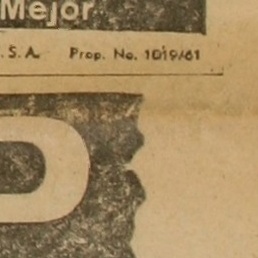 Mejor
. S. A. Prop. No. 1019/61